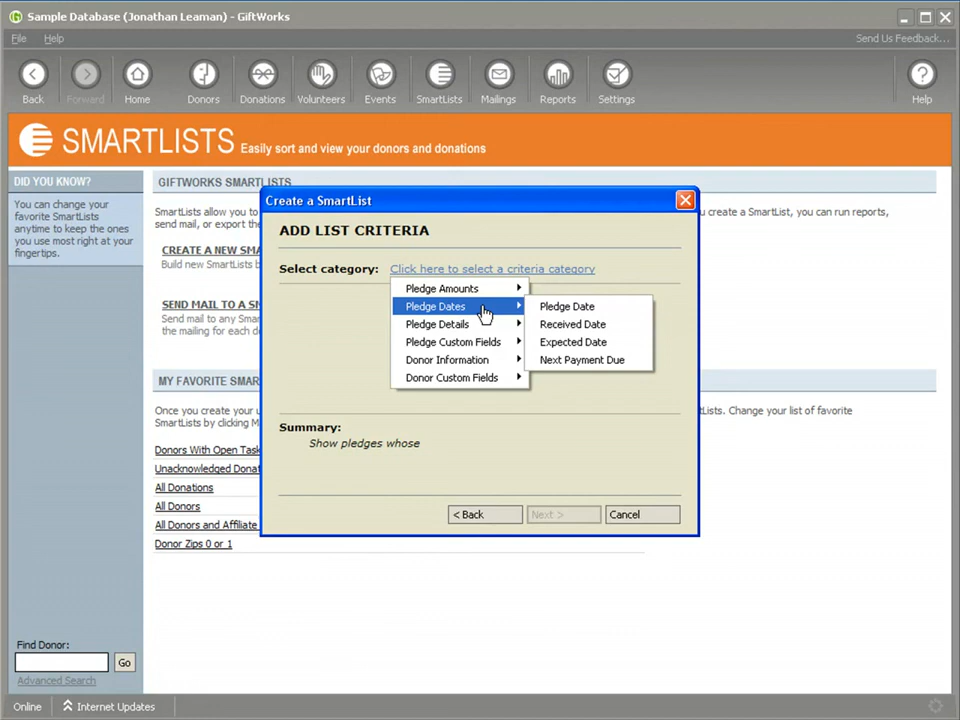 Sample Database (Jonathan Leaman) - GiftWorks
File Help Send Us Feedback...
Back Forward Home Donors Donations Volunteers Events SmartLists Mailings Reports Settings Help
SMARTLISTS Easily sort and view your donors and donations
DID YOU KNOW?
You can change your
favorite SmartLists
anytime to keep the ones
you use most right at your
fingertips.
GIFTWORKS SMARTLISTS
SmartLists allow you to
you create a SmartList, you can run reports,
send mail, or export the
CREATE A NEW SMA
Build new SmartLists b
SEND MAIL TO A SM
the mailing for each d
MY FAVORITE SMAR
Once you create your u
Lists. Change your list of favorite
SmartLists by clicking M
Donors With Open Task
Unacknowledged Donat
All Donations
All Donors
All Donors and Affiliate
Donor Zips 0 or 1
Create a SmartList
ADD LIST CRITERIA
Select category: Click here to select a criteria category
Pledge Amounts
Pledge Dates
Pledge Details
Pledge Custom Fields
Donor Information
Donor Custom Fields
Pledge Date
Received Date
Expected Date
Next Payment Due
Summary:
Show pledges whose
< Back Next > Cancel
Find Donor:
Go
Advanced Search
Online Internet Updates